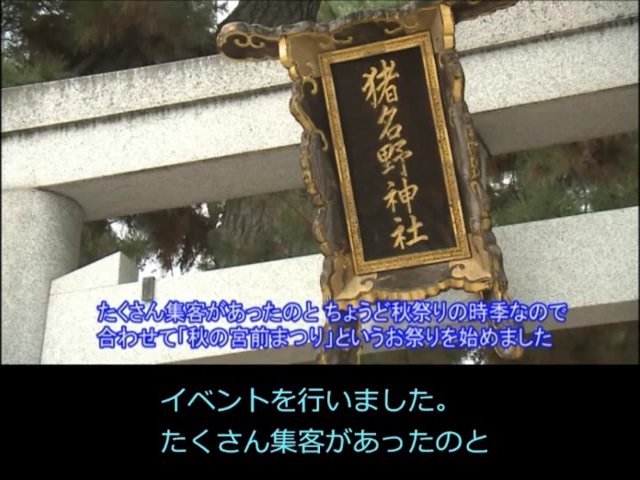 猪名野神社
たくさん集客があったのと ちょうど秋祭りの時季なので
合わせて「秋の宮前まつり」というお祭りを始めました
イベントを行いました。
たくさん集客があったのと